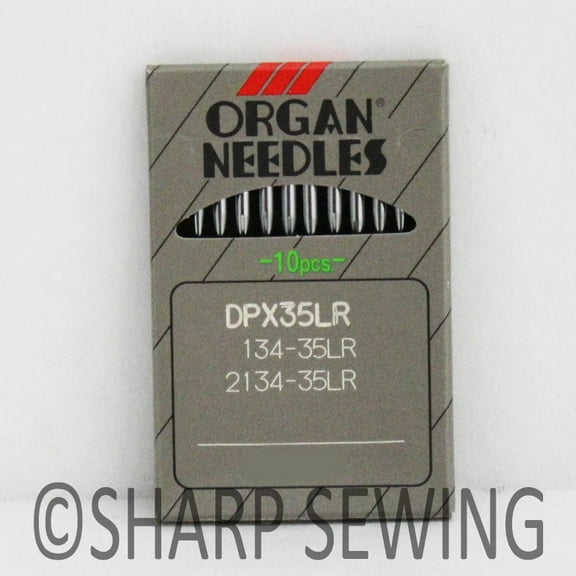 ORGAN®
NEEDLES
-10pcs.-
DPX35LR
134-35LR
2134-35LR
©SHARP SEWING